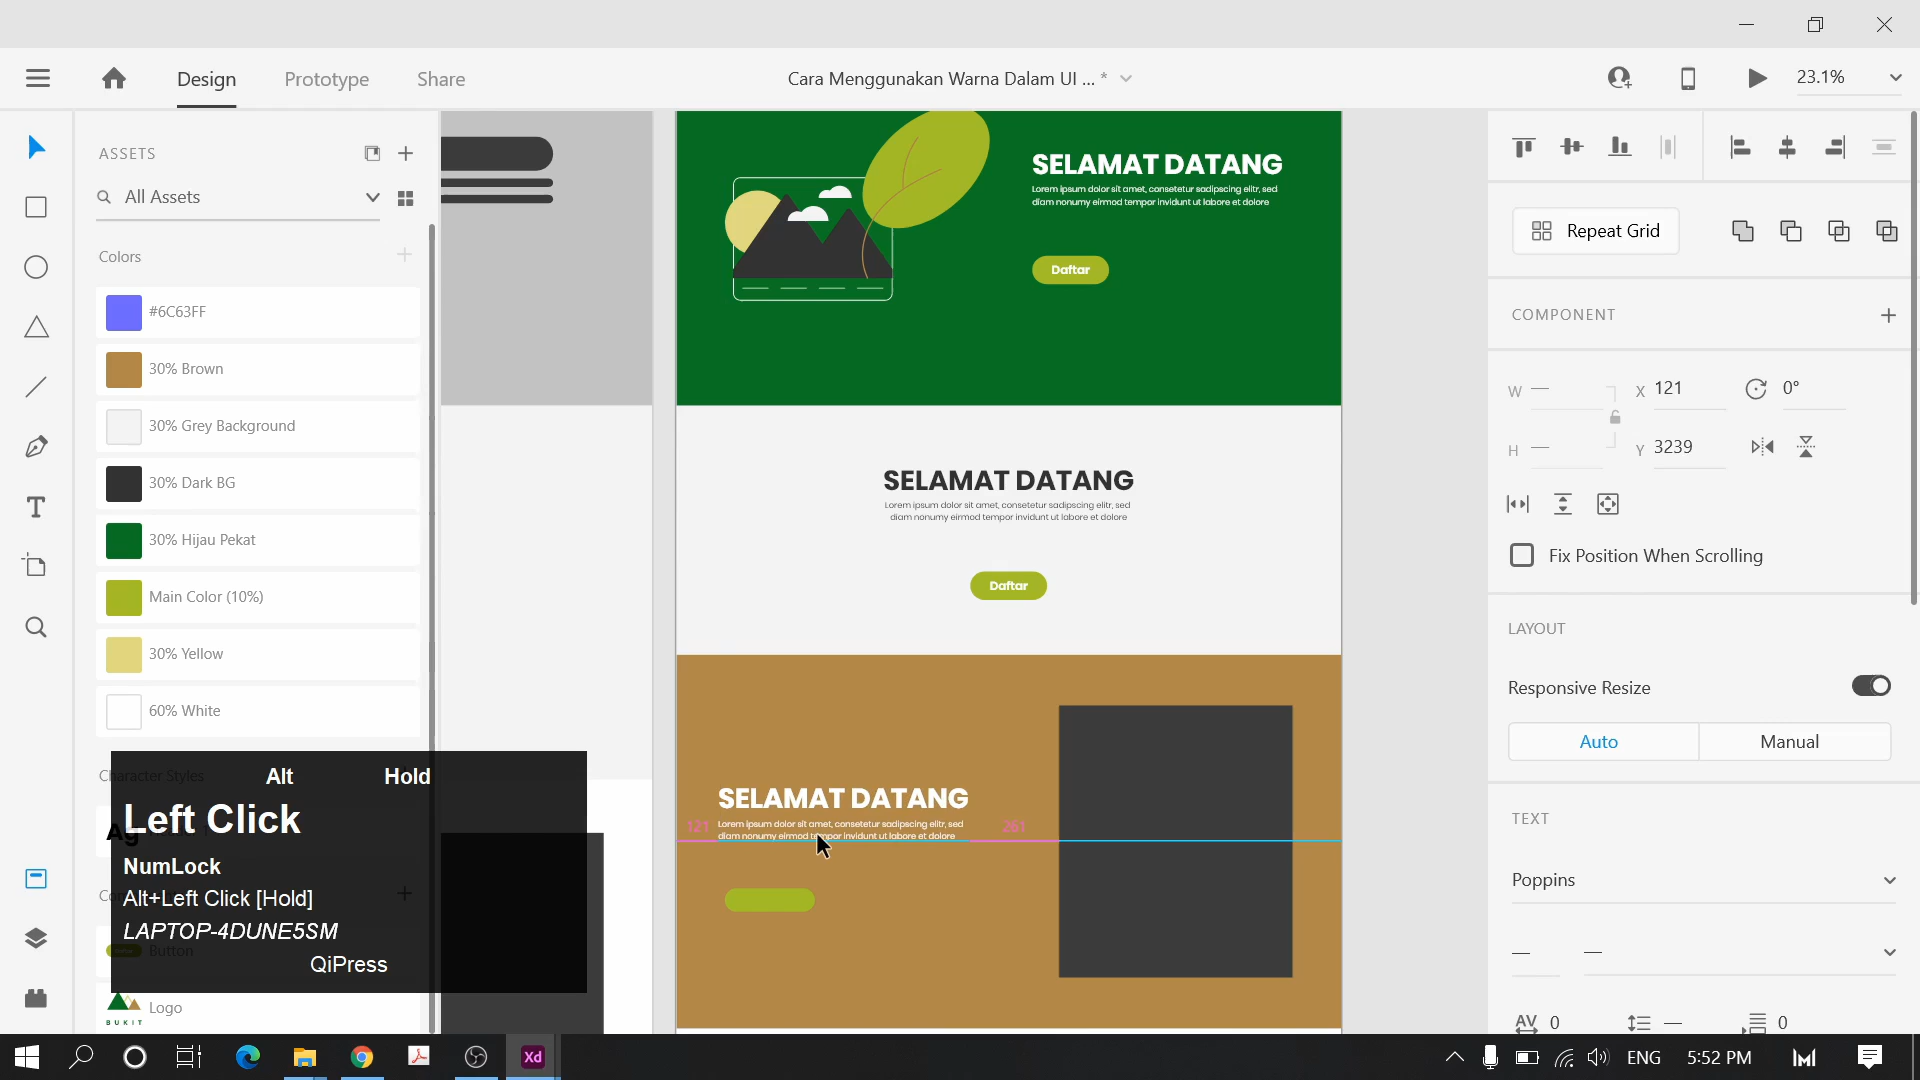 Design
Prototype
Share
Cara Menggunakan Warna Dalam UI ... *
23.1%
ASSETS
All Assets
Colors
#6C63FF
30% Brown
30% Grey Background
30% Dark BG
30% Hijau Pekat
Main Color (10%)
30% Yellow
60% White
Character Styles
Ag
Button
Logo
BUKIT
Alt Hold
Left Click
NumLock
Alt+Left Click [Hold]
LAPTOP-4DUNE5SM
QiPress
SELAMAT DATANG
Lorem ipsum dolor sit amet, consetetur sadipscing elitr, sed
diam nonumy eirmod tempor invidunt ut labore et dolore
Daftar
SELAMAT DATANG
Lorem ipsum dolor sit amet, consetetur sadipscing elitr, sed
diam nonumy eirmod tempor invidunt ut labore et dolore
Daftar
SELAMAT DATANG
121 Lorem ipsum dolor sit amet, consetetur sadipscing elitr, sed 261
diam nonumy eirmod tempor invidunt ut labore et dolore
Repeat Grid
COMPONENT
W — X 121 0°
H — Y 3239
Fix Position When Scrolling
LAYOUT
Responsive Resize
Auto Manual
TEXT
Poppins
— —
AV 0 — 0
Xd
ENG
5:52 PM